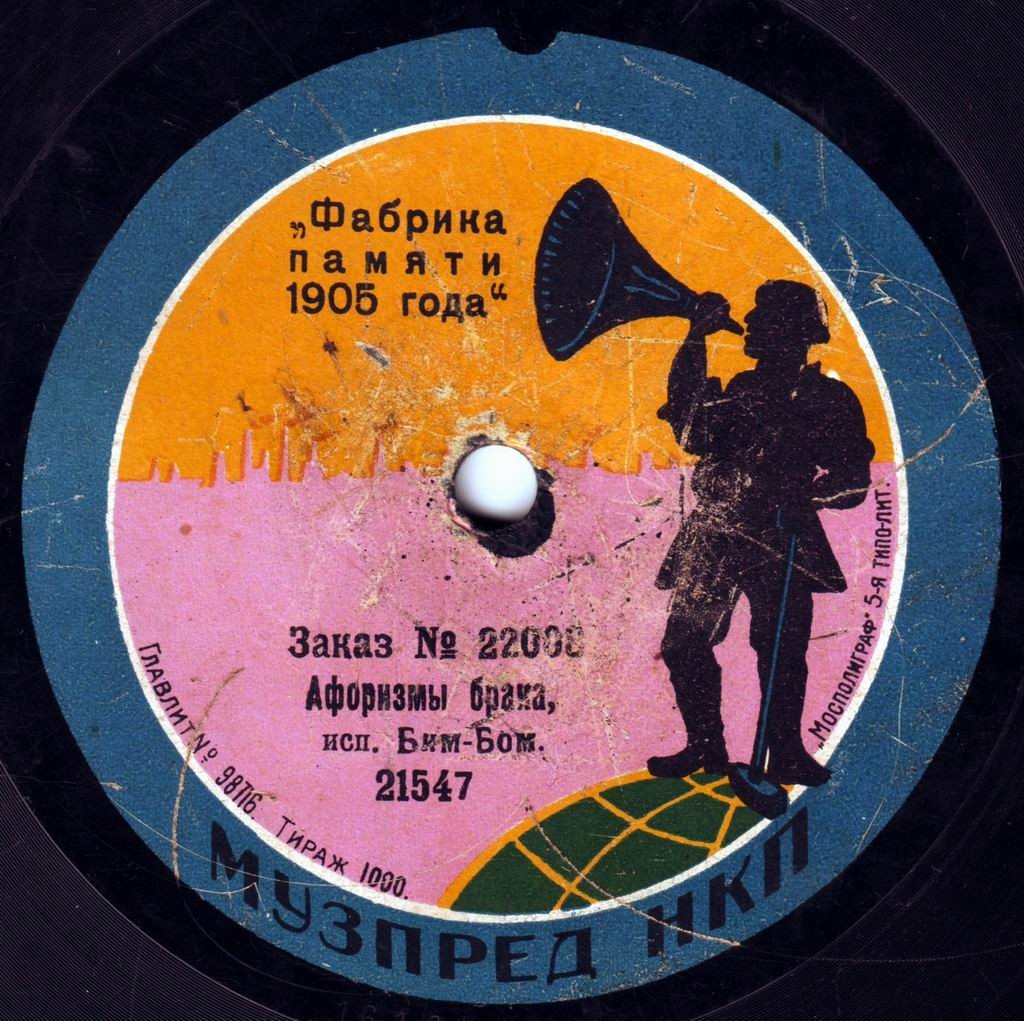 „Фабрика
памяти
1905 года“
Заказ № 22008
Афоризмы брака,
исп. Бим-Бом.
21547
Главлит № 98716. Тираж 1000.
„Мосполиграф“ 5-я типо-лит.
МУЗПРЕД НКП